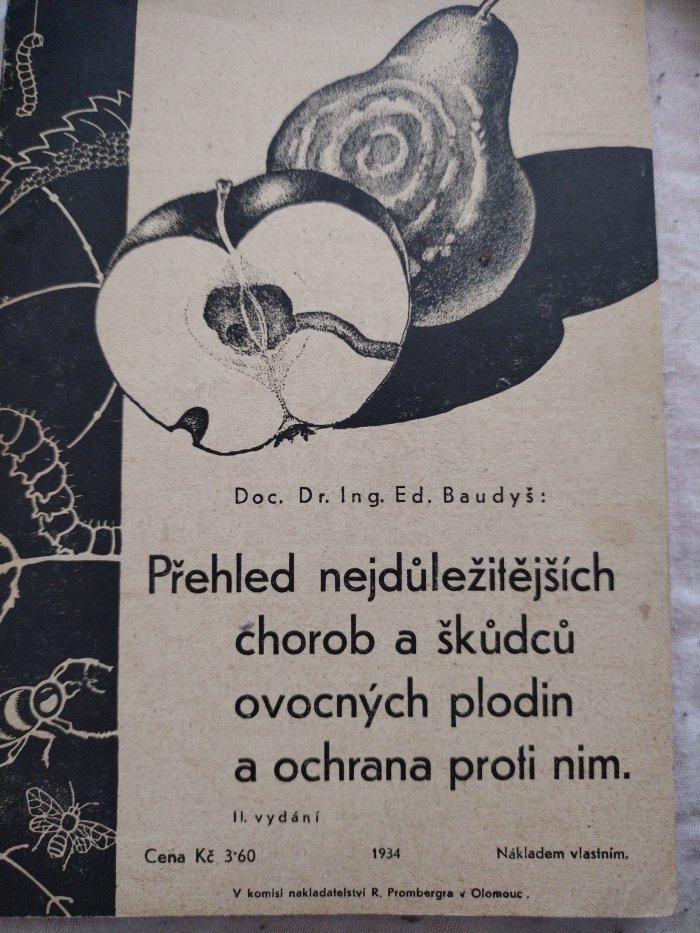 Doc. Dr. Ing. Ed. Baudyš:
Přehled nejdůležitějších
chorob a škůdců
ovocných plodin
a ochrana proti nim.
II. vydání
Cena Kč 3·60 1934 Nákladem vlastním.
V komisi nakladatelství R. Prombergra v Olomouc.